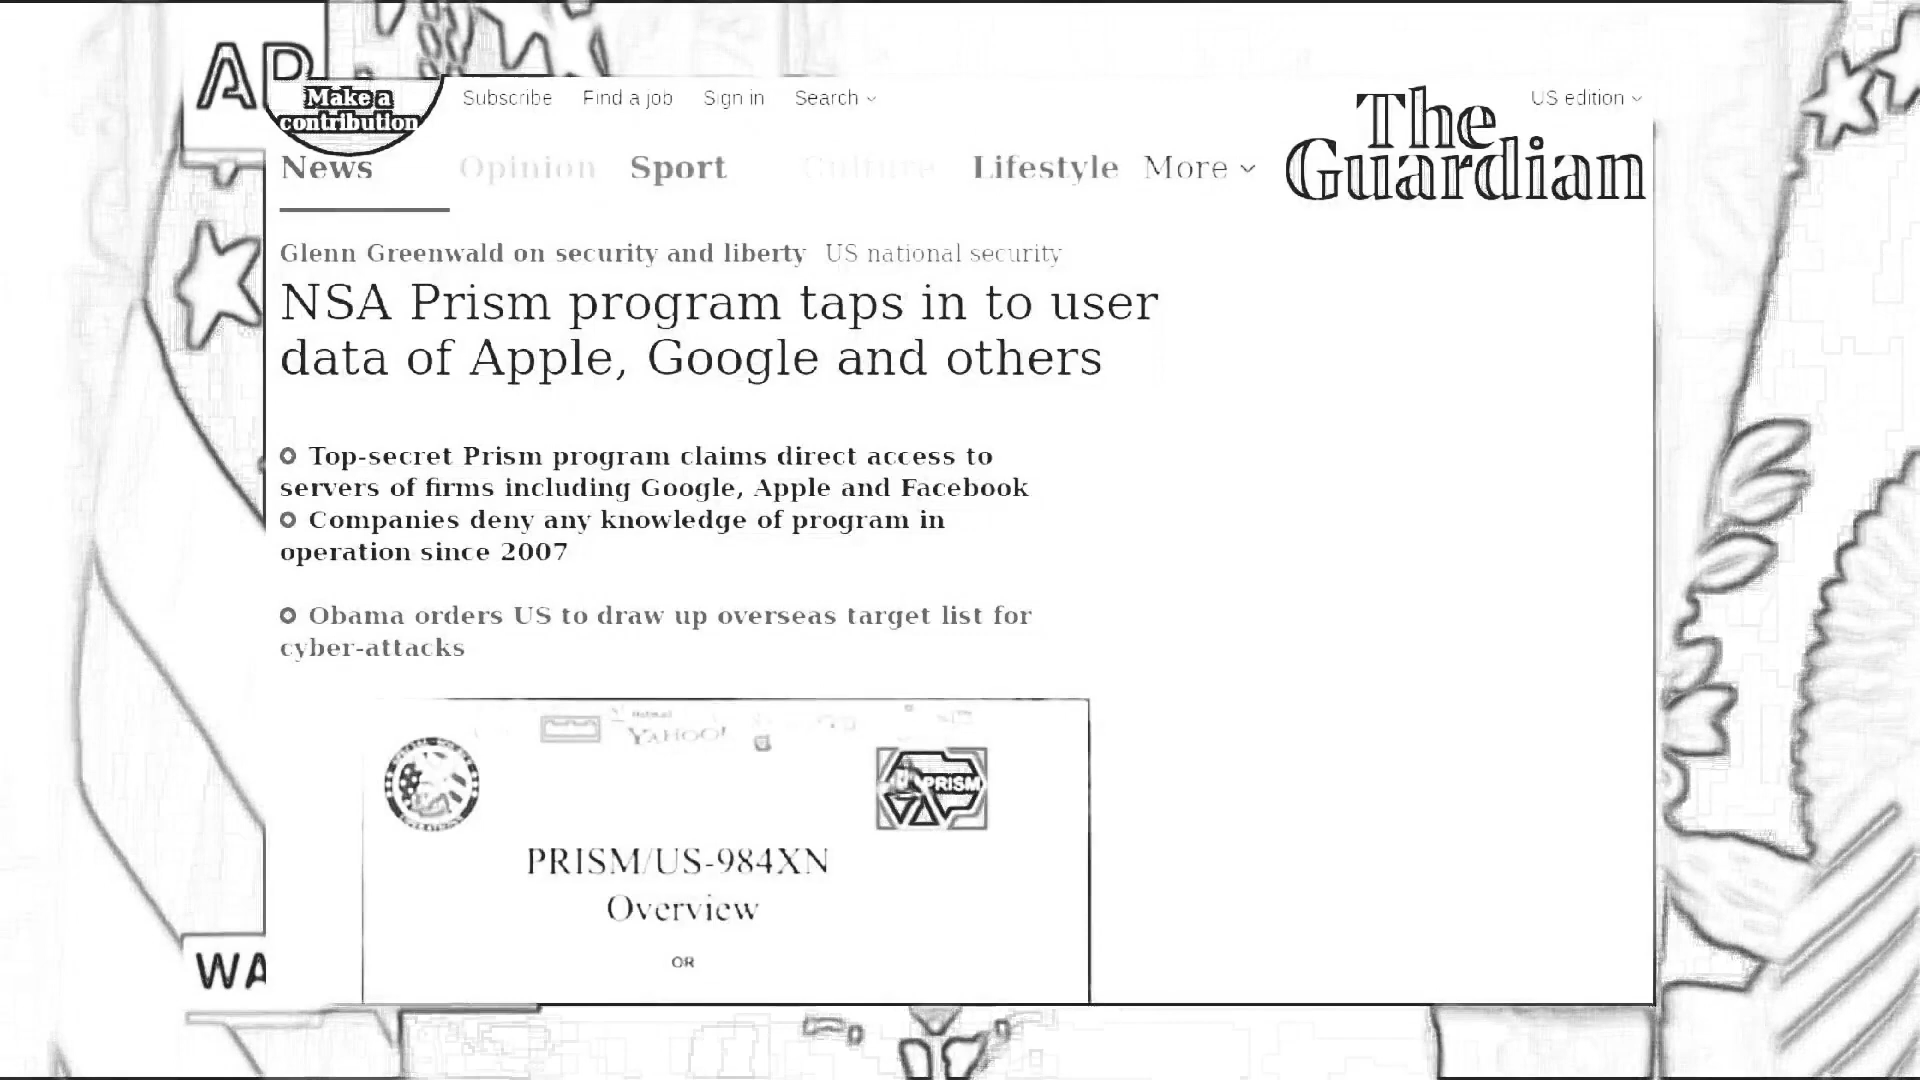 AP
Make a
contribution
Subscribe Find a job Sign in Search
US edition
The
Guardian
News Opinion Sport Culture Lifestyle More
Glenn Greenwald on security and liberty US national security
NSA Prism program taps in to user
data of Apple, Google and others
Top-secret Prism program claims direct access to
servers of firms including Google, Apple and Facebook
Companies deny any knowledge of program in
operation since 2007
Obama orders US to draw up overseas target list for
cyber-attacks
Hotmail
YAHOO!
PRISM
PRISM/US-984XN
Overview
OR
WA